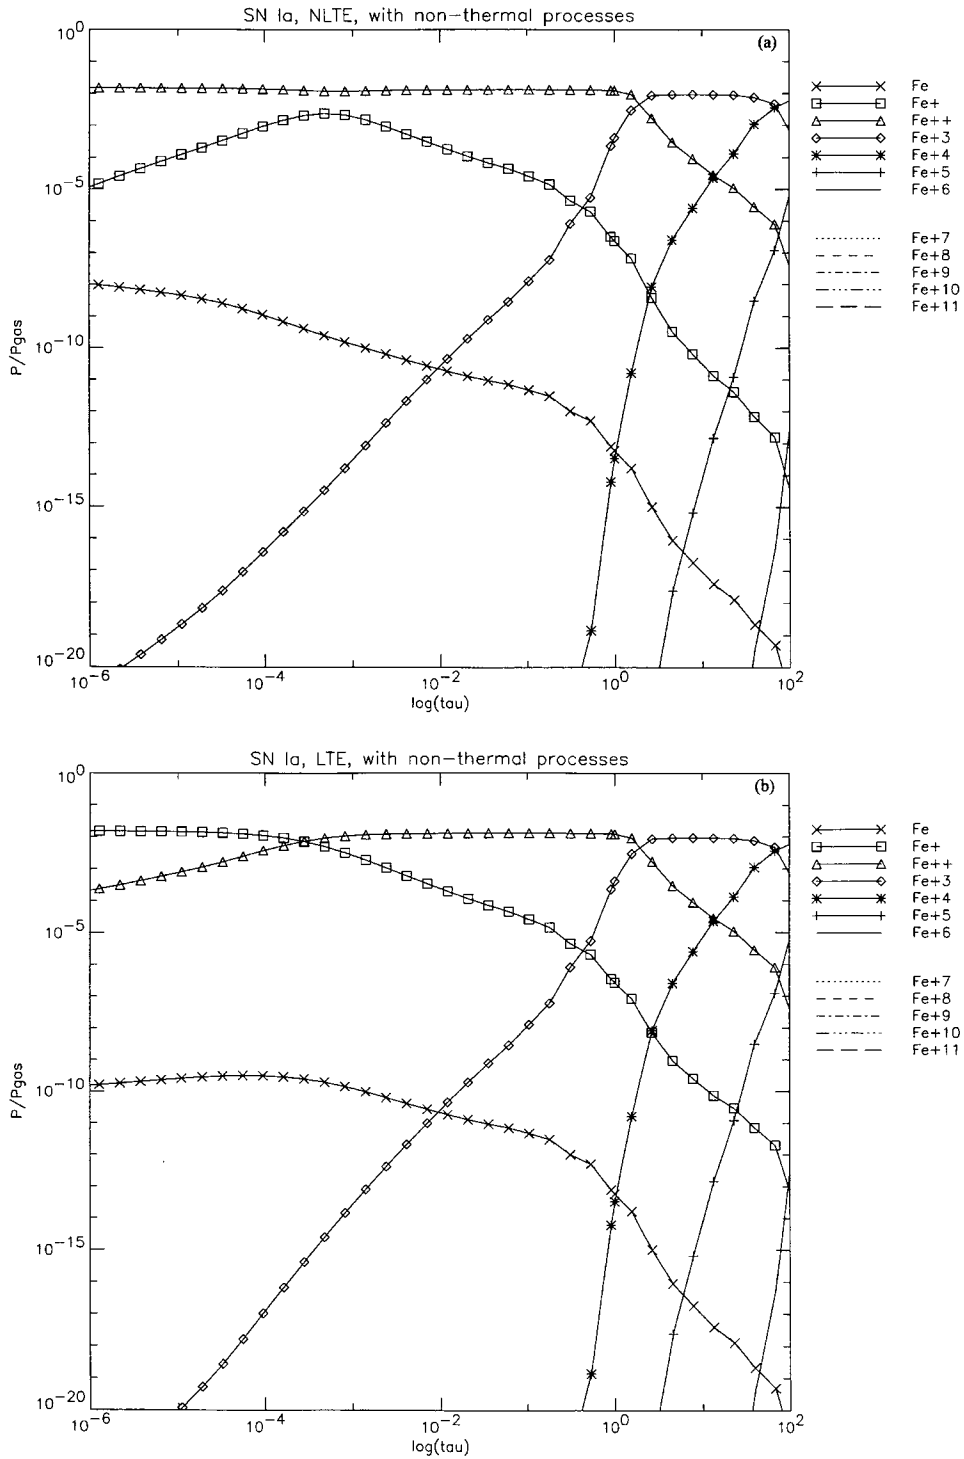 SN Ia, NLTE, with non-thermal processes
(a)
10^0
10^-5
10^-10
10^-15
10^-20
P/Pgas
10^-6
10^-4
10^-2
10^0
10^2
log(tau)
Fe
Fe+
Fe++
Fe+3
Fe+4
Fe+5
Fe+6
Fe+7
Fe+8
Fe+9
Fe+10
Fe+11
SN Ia, LTE, with non-thermal processes
(b)
10^0
10^-5
10^-10
10^-15
10^-20
P/Pgas
10^-6
10^-4
10^-2
10^0
10^2
log(tau)
Fe
Fe+
Fe++
Fe+3
Fe+4
Fe+5
Fe+6
Fe+7
Fe+8
Fe+9
Fe+10
Fe+11